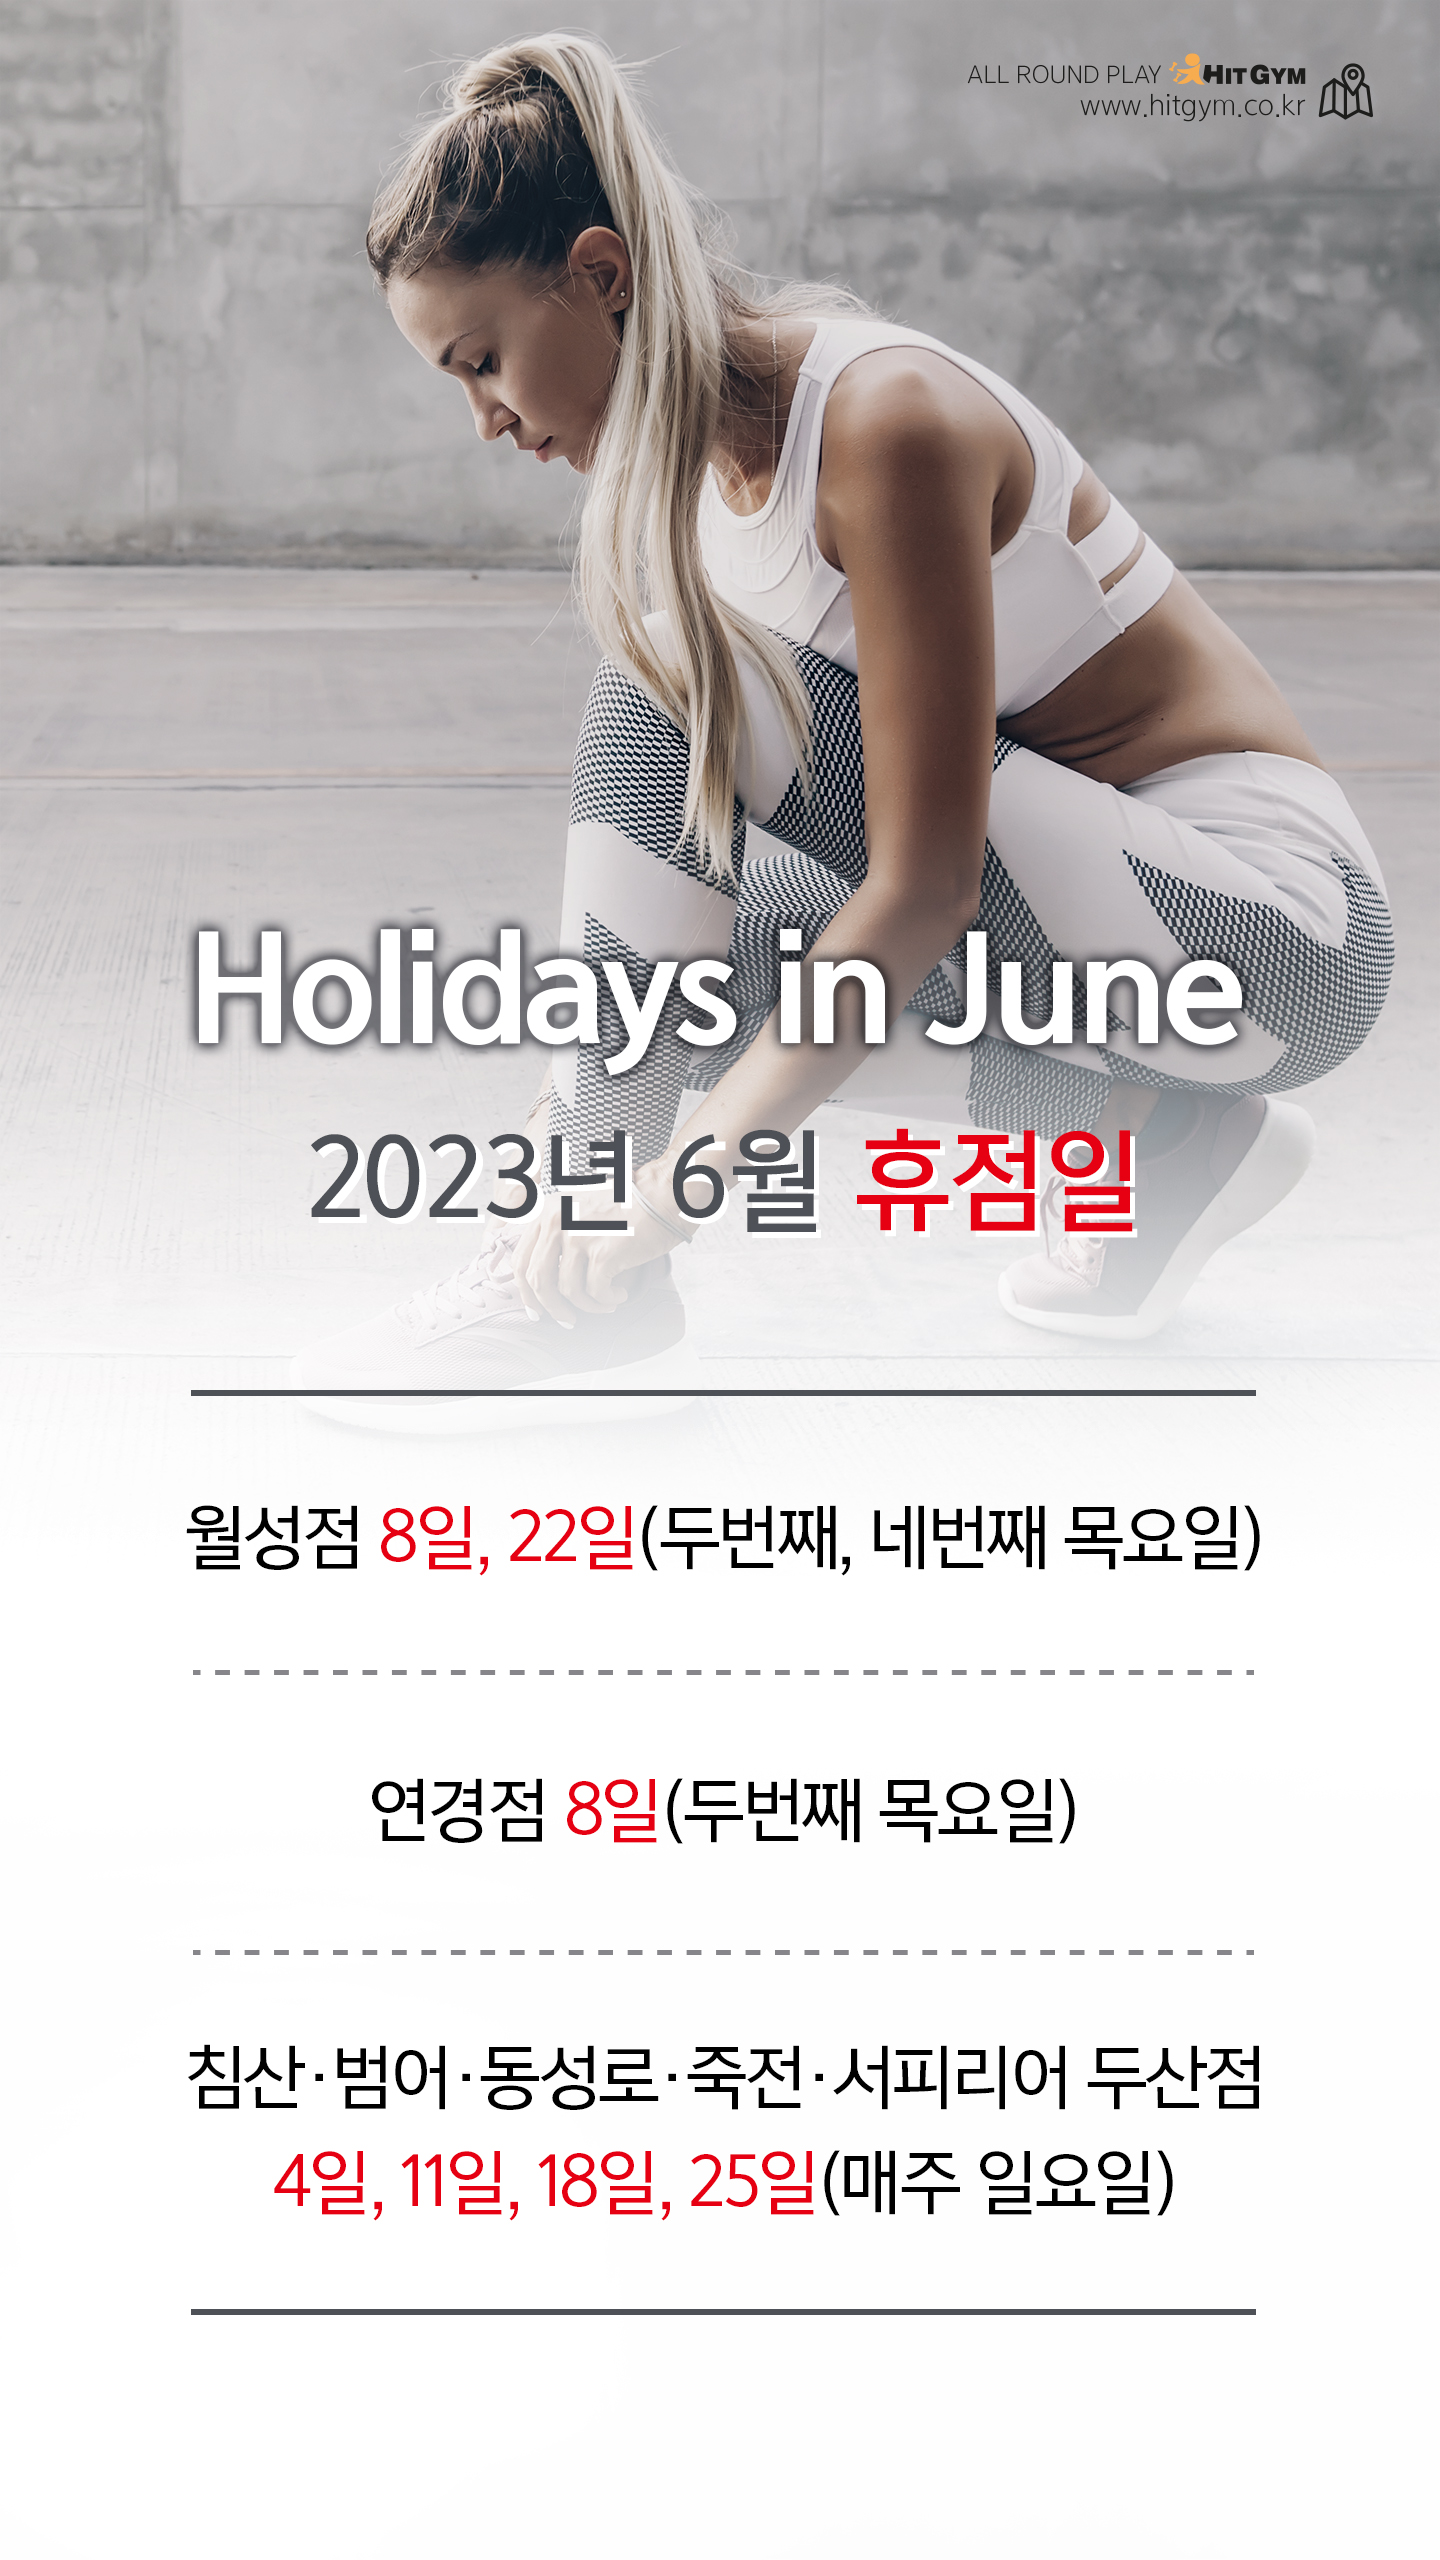 ALL ROUND PLAY HIT GYM
www.hitgym.co.kr
Holidays in June
2023년 6월 휴점일
월성점 8일, 22일(두번째, 네번째 목요일)
연경점 8일(두번째 목요일)
침산·범어·동성로·죽전·서피리어 두산점
4일, 11일, 18일, 25일(매주 일요일)